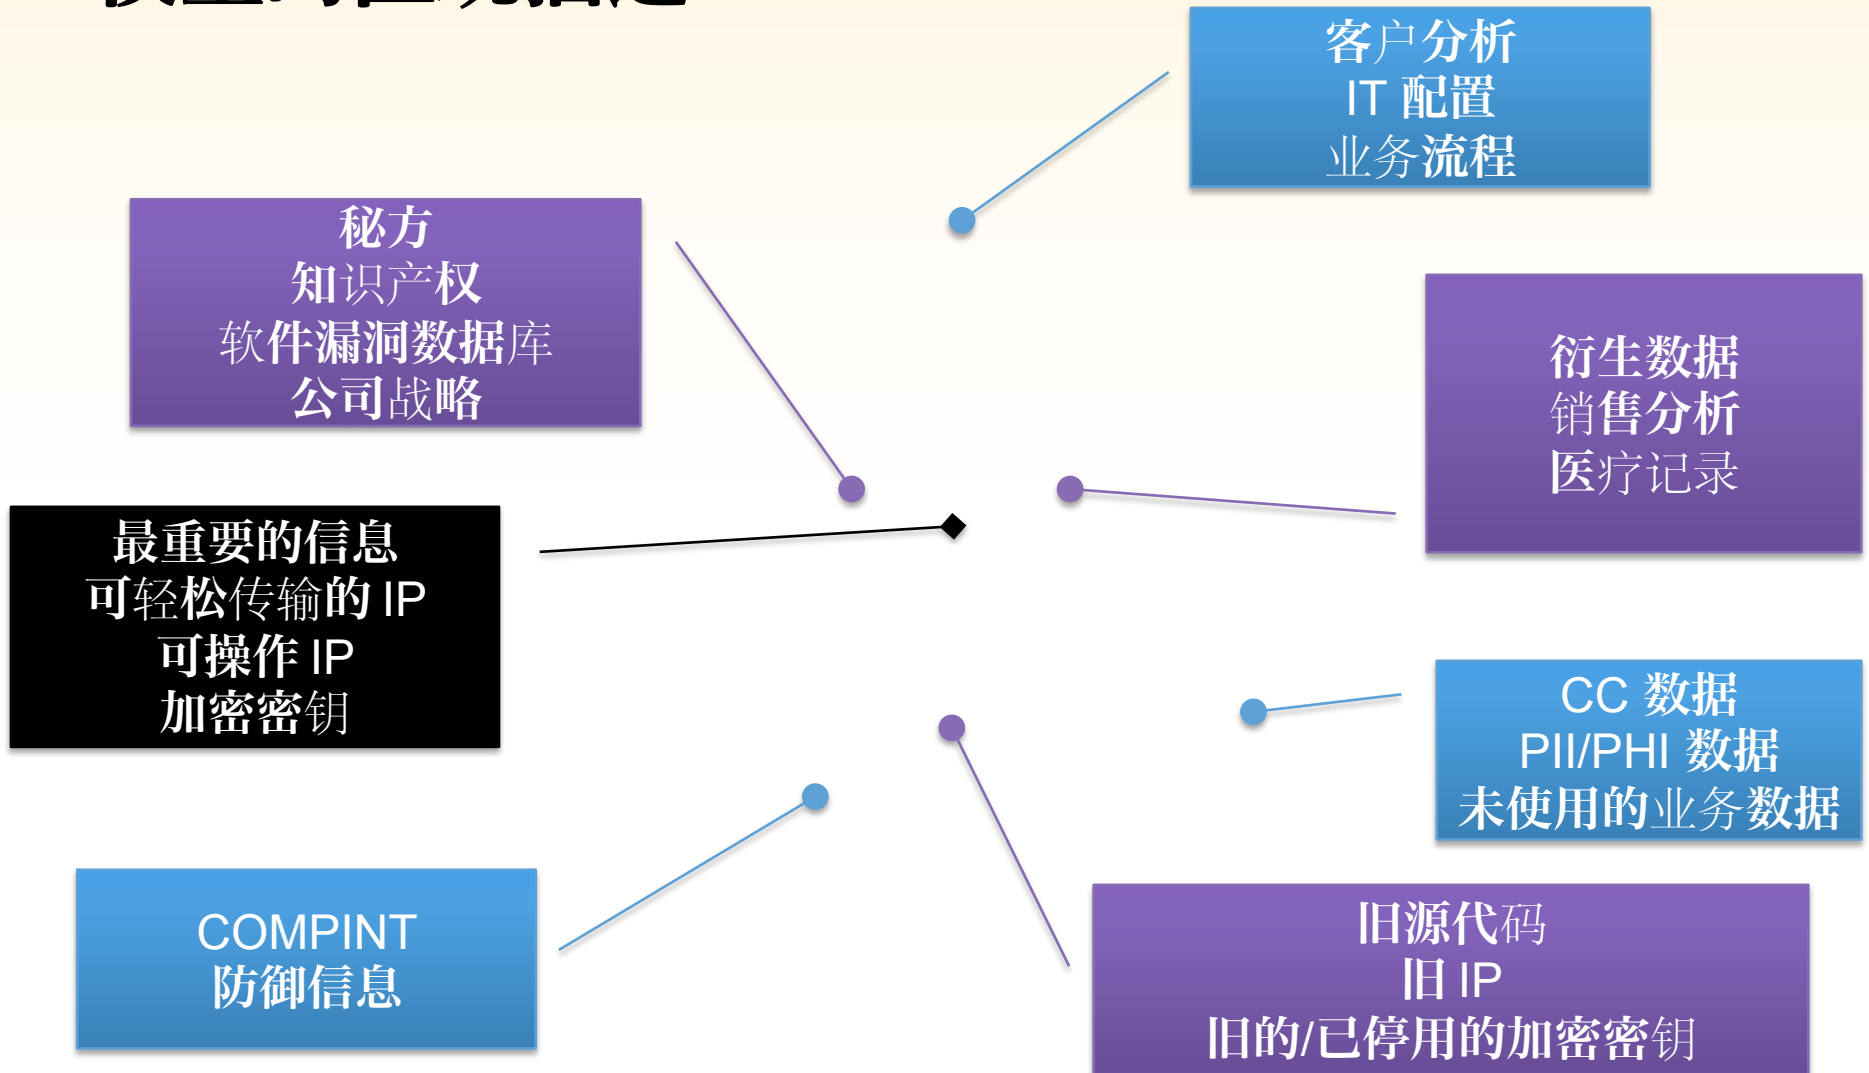 客户分析
IT 配置
业务流程
秘方
知识产权
软件漏洞数据库
公司战略
衍生数据
销售分析
医疗记录
最重要的信息
可轻松传输的 IP
可操作 IP
加密密钥
CC 数据
PII/PHI 数据
未使用的业务数据
COMPINT
防御信息
旧源代码
旧 IP
旧的/已停用的加密密钥